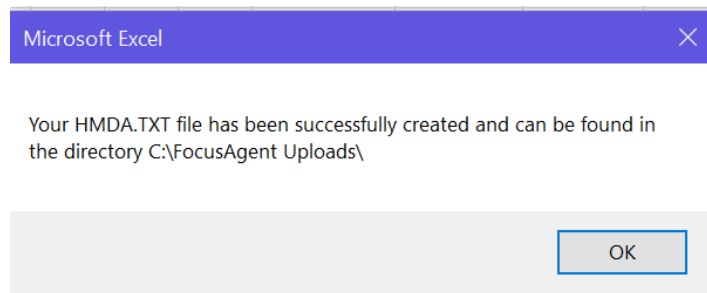 Microsoft Excel
Your HMDA.TXT file has been successfully created and can be found in
the directory C:\FocusAgent Uploads\
OK